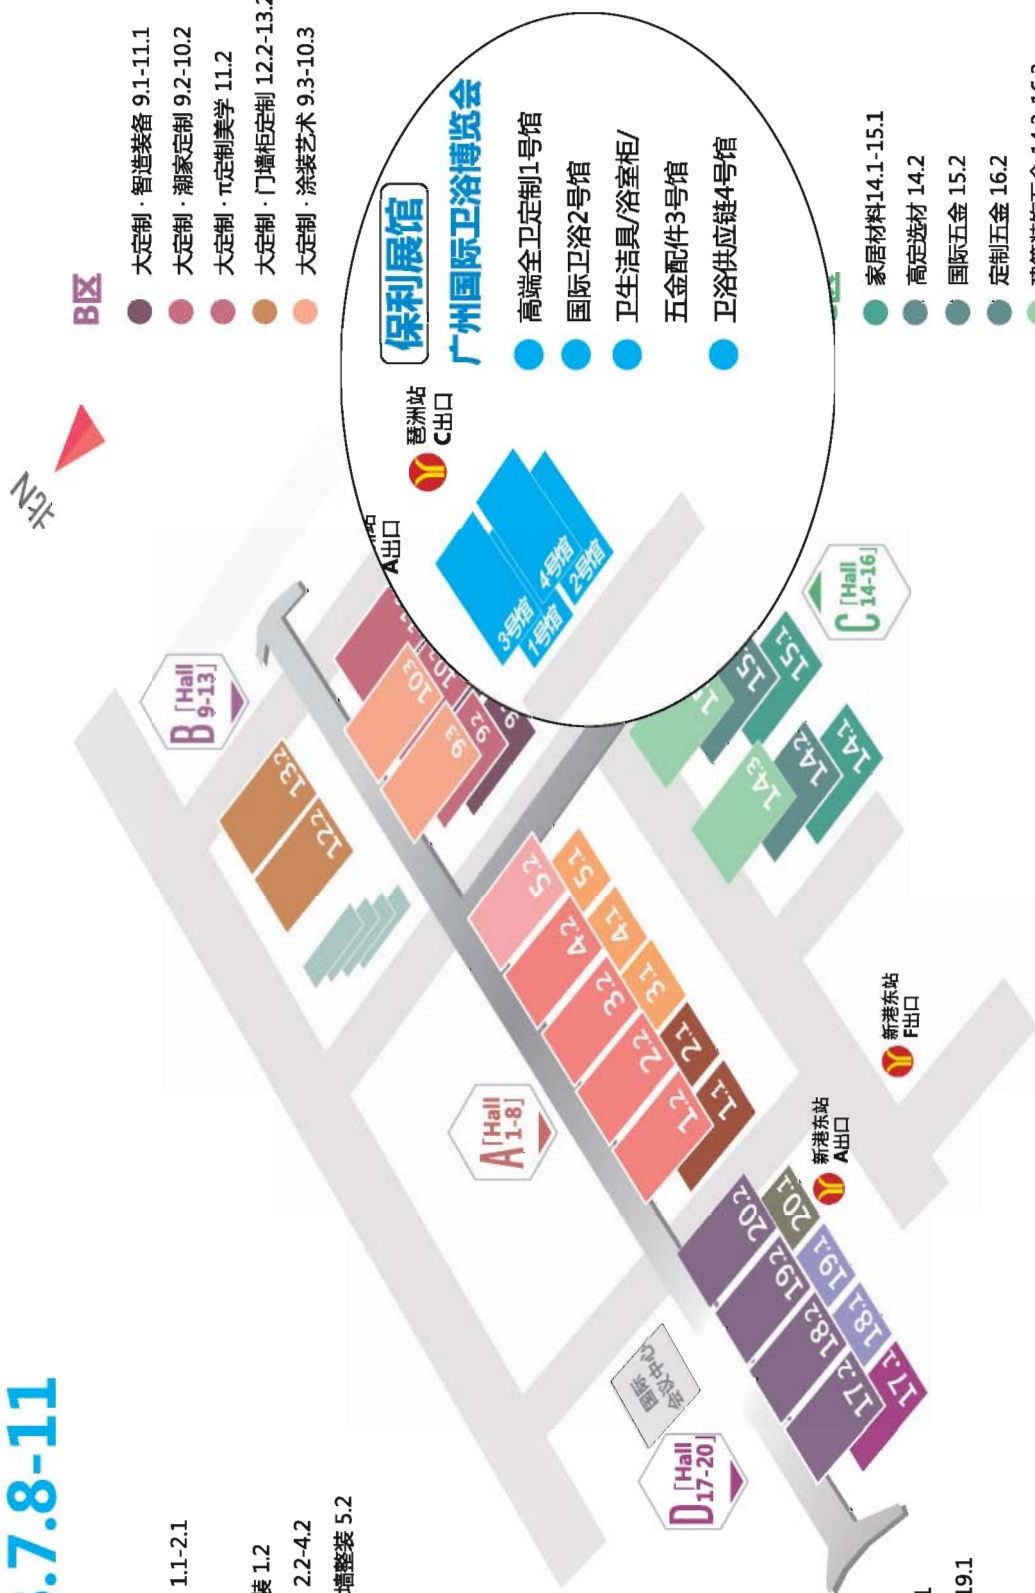 .7.8-11
北 N
B区
大定制 · 智造装备 9.1-11.1
大定制 · 潮家定制 9.2-10.2
大定制 · π定制美学 11.2
大定制 · 门墙柜定制 12.2-13.2
大定制 · 涂装艺术 9.3-10.3
保利展馆
广州国际卫浴博览会
高端全卫定制1号馆
国际卫浴2号馆
卫生洁具/浴室柜/
五金配件3号馆
卫浴供应链4号馆
琶洲站
C出口
A出口
3号馆
4号馆
1号馆
2号馆
区
家居材料14.1-15.1
高定选材 14.2
国际五金 15.2
定制五金 16.2
B「Hall
9-13」
13.2
12.2
10.3
9.3
9.2
C「Hall
14-16」
15.1
14.3
14.2
14.1
5.2
4.2
3.2
2.2
1.2
5.1
4.1
3.1
2.1
1.1
A「Hall
1-8」
新港东站
F出口
新港东站
A出口
20.2
19.2
18.2
17.2
20.1
19.1
18.1
17.1
国际
会议中心
D「Hall
17-20」
1.1-2.1
装 1.2
2.2-4.2
墙整装 5.2
19.1